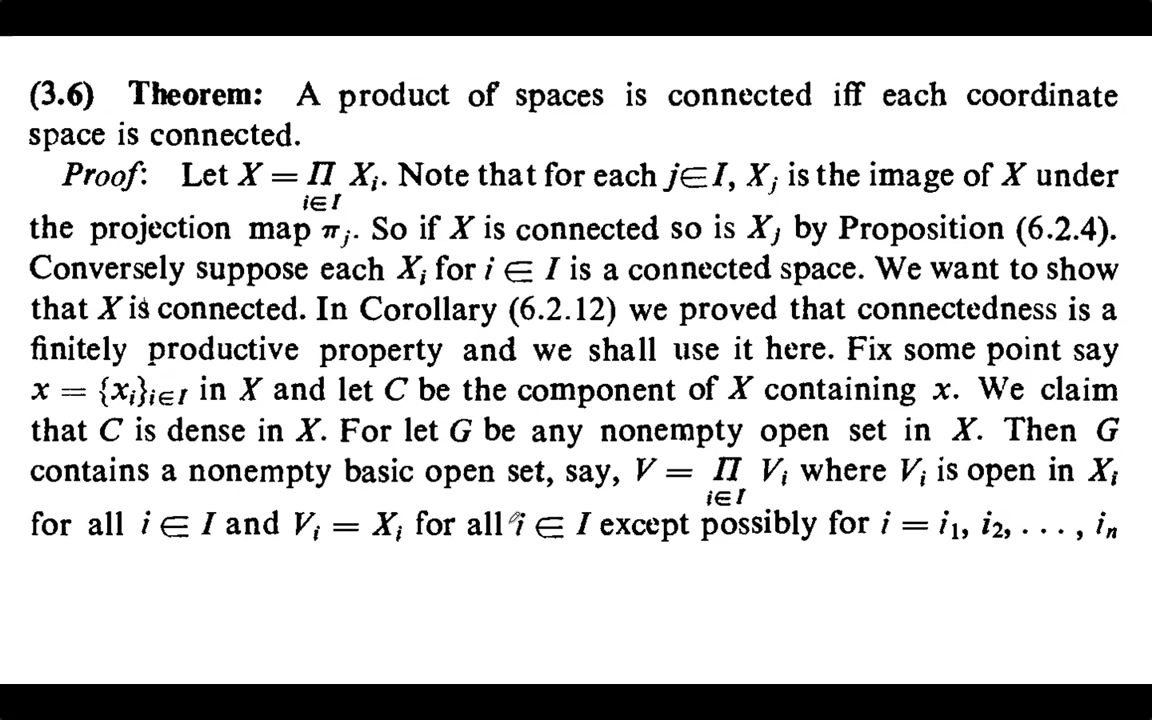 (3.6) Theorem: A product of spaces is connected iff each coordinate
space is connected.
Proof: Let X = Π X_i. Note that for each j∈I, X_j is the image of X under
i∈I
the projection map π_j. So if X is connected so is X_j by Proposition (6.2.4).
Conversely suppose each X_i for i ∈ I is a connected space. We want to show
that X is connected. In Corollary (6.2.12) we proved that connectedness is a
finitely productive property and we shall use it here. Fix some point say
x = {x_i}_{i∈I} in X and let C be the component of X containing x. We claim
that C is dense in X. For let G be any nonempty open set in X. Then G
contains a nonempty basic open set, say, V = Π V_i where V_i is open in X_i
i∈I
for all i ∈ I and V_i = X_i for all i ∈ I except possibly for i = i_1, i_2, . . . , i_n